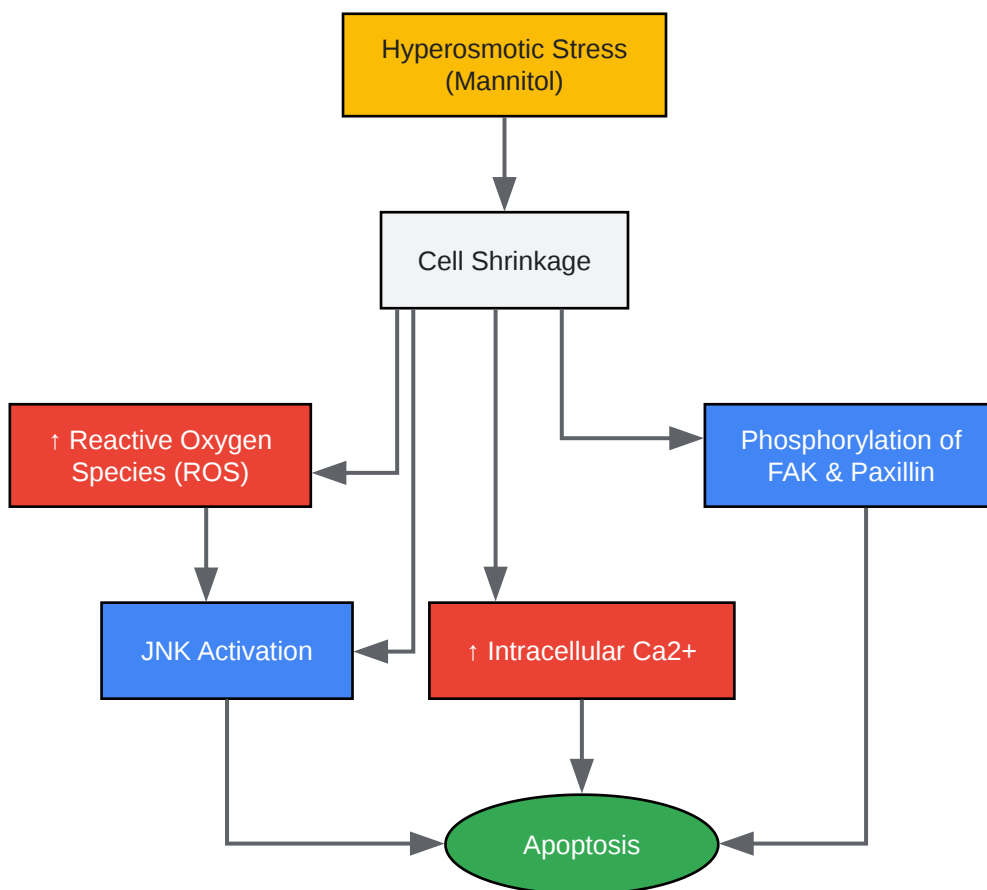 Hyperosmotic Stress
(Mannitol)
Cell Shrinkage
↑ Reactive Oxygen
Species (ROS)
Phosphorylation of
FAK & Paxillin
JNK Activation
↑ Intracellular Ca2+
Apoptosis